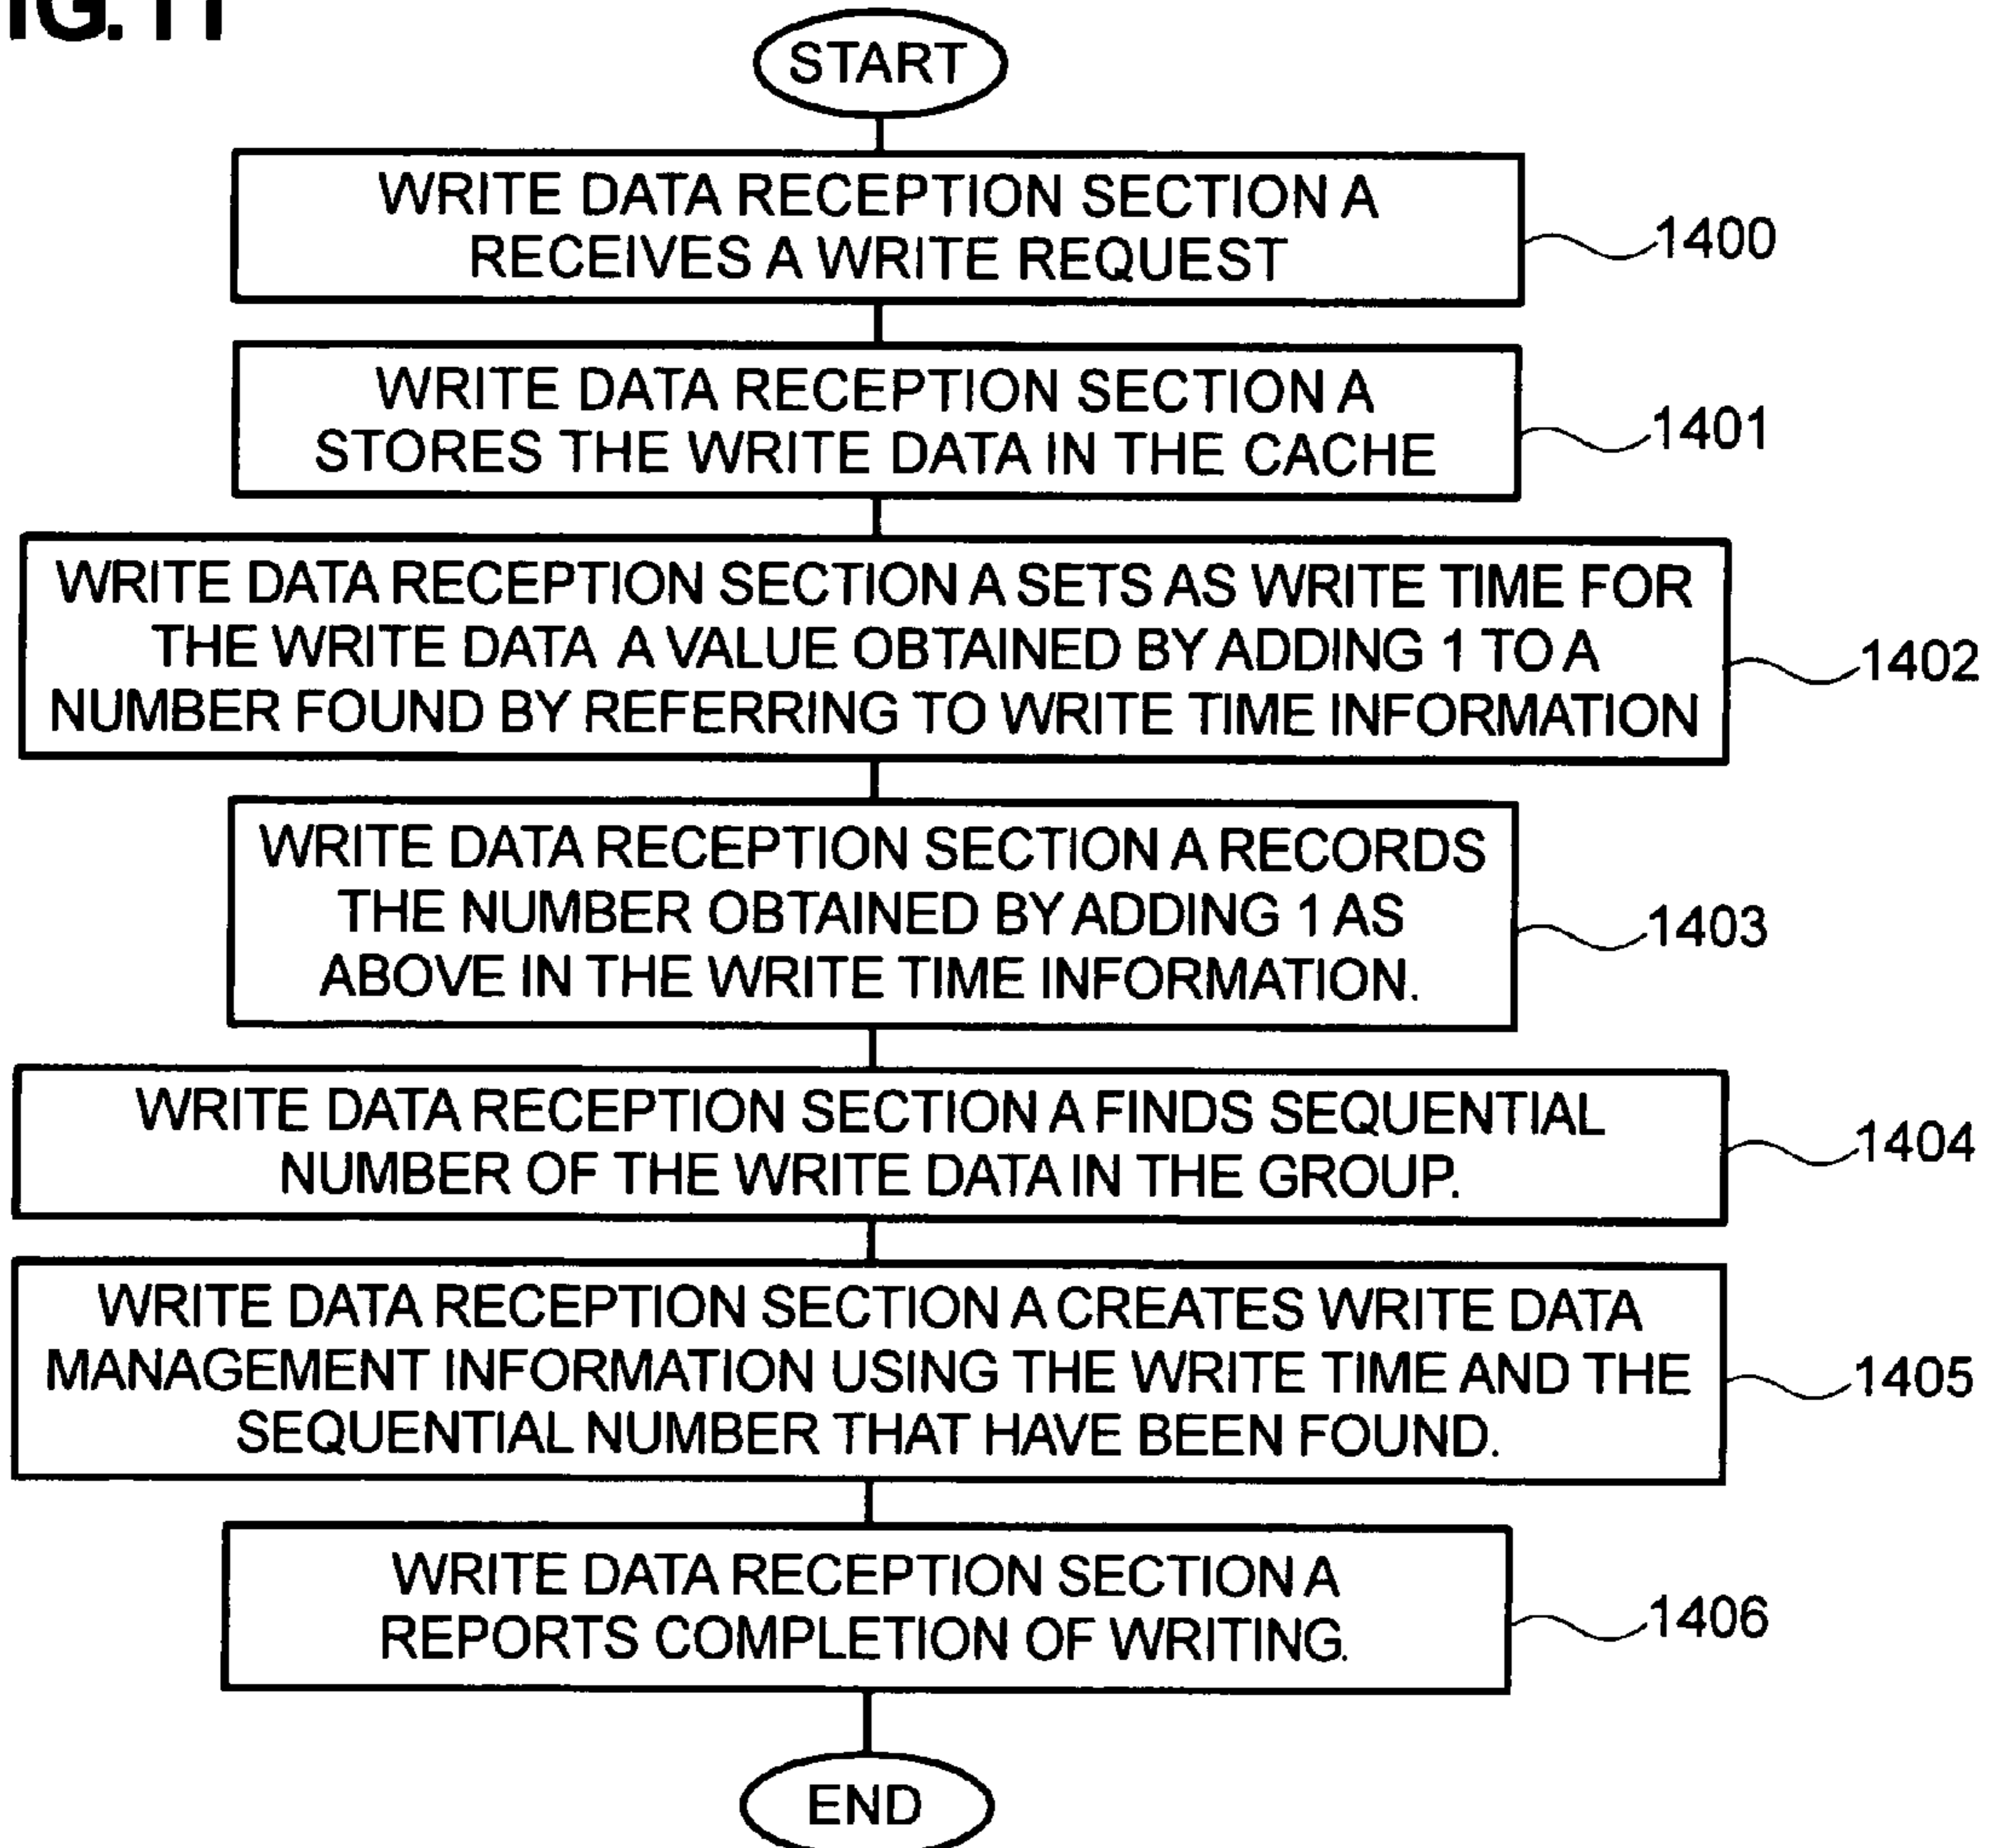 FIG. 11
START
WRITE DATA RECEPTION SECTION A
RECEIVES A WRITE REQUEST
1400
WRITE DATA RECEPTION SECTION A
STORES THE WRITE DATA IN THE CACHE
1401
WRITE DATA RECEPTION SECTION A SETS AS WRITE TIME FOR
THE WRITE DATA A VALUE OBTAINED BY ADDING 1 TO A
NUMBER FOUND BY REFERRING TO WRITE TIME INFORMATION
1402
WRITE DATA RECEPTION SECTION A RECORDS
THE NUMBER OBTAINED BY ADDING 1 AS
ABOVE IN THE WRITE TIME INFORMATION.
1403
WRITE DATA RECEPTION SECTION A FINDS SEQUENTIAL
NUMBER OF THE WRITE DATA IN THE GROUP.
1404
WRITE DATA RECEPTION SECTION A CREATES WRITE DATA
MANAGEMENT INFORMATION USING THE WRITE TIME AND THE
SEQUENTIAL NUMBER THAT HAVE BEEN FOUND.
1405
WRITE DATA RECEPTION SECTION A
REPORTS COMPLETION OF WRITING.
1406
END